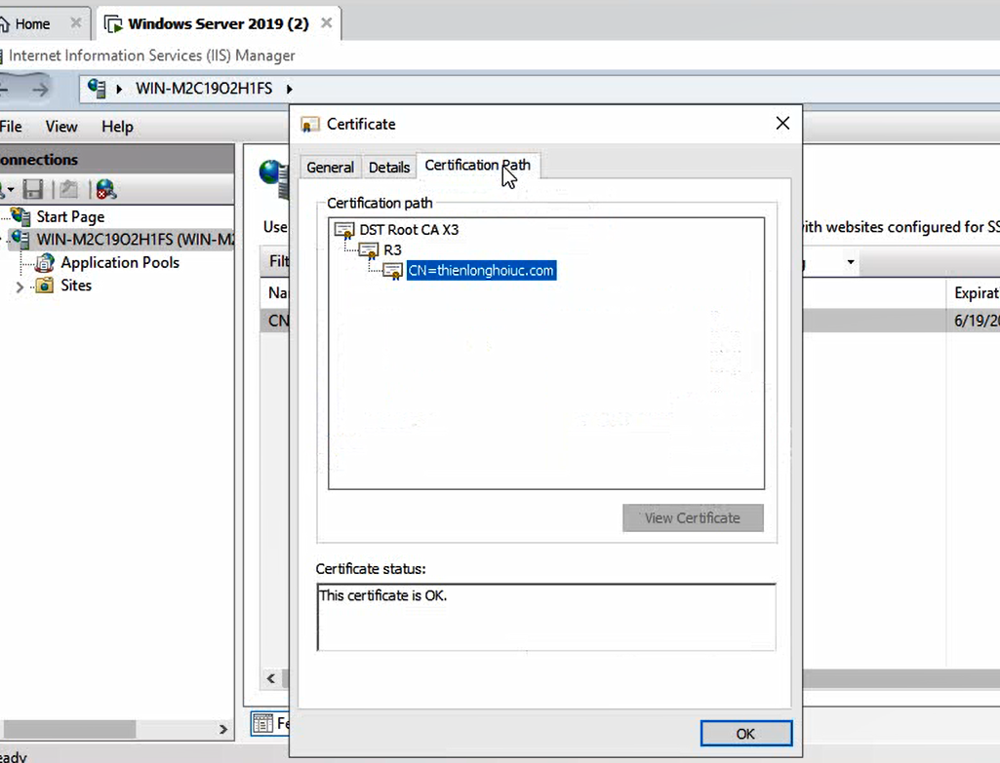 Home
Windows Server 2019 (2)
Internet Information Services (IIS) Manager
WIN-M2C19O2H1FS
File View Help
Certificate
onnections
General Details Certification Path
Certification path
Start Page
WIN-M2C19O2H1FS (WIN-M2
Application Pools
Sites
DST Root CA X3
R3
CN=thienlonghoiuc.com
Use
ith websites configured for SS
Filt
Na
Expirat
CN
6/19/20
View Certificate
Certificate status:
This certificate is OK.
Fe
OK
eady